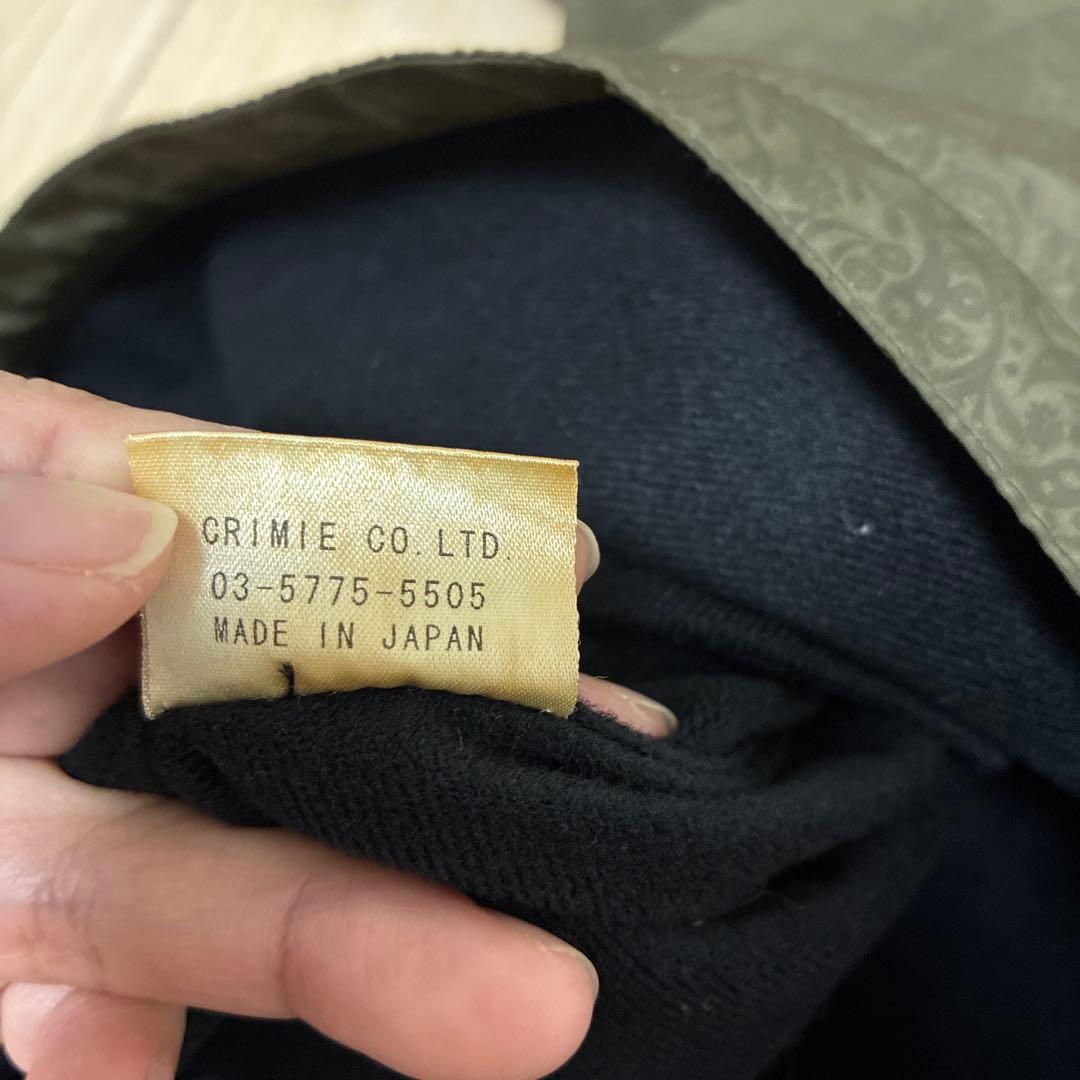 CRIMIE CO.LTD.
03-5775-5505
MADE IN JAPAN